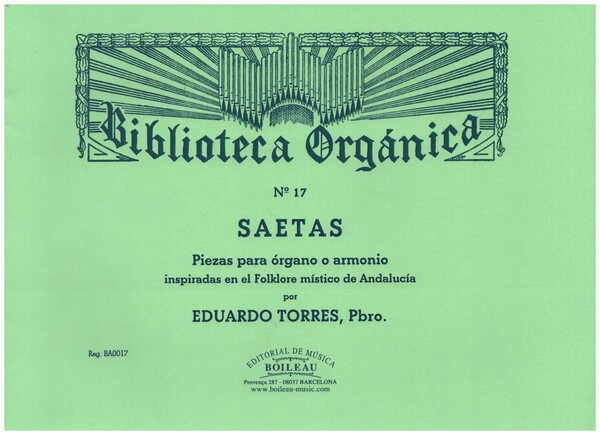 Biblioteca Orgánica
Nº 17
SAETAS
Piezas para órgano o armonio
inspiradas en el Folklore místico de Andalucía
por
EDUARDO TORRES, Pbro.
Reg. BA0017
EDITORIAL DE MÚSICA
BOILEAU
Provença 287 - 08037 BARCELONA
www.boileau-music.com